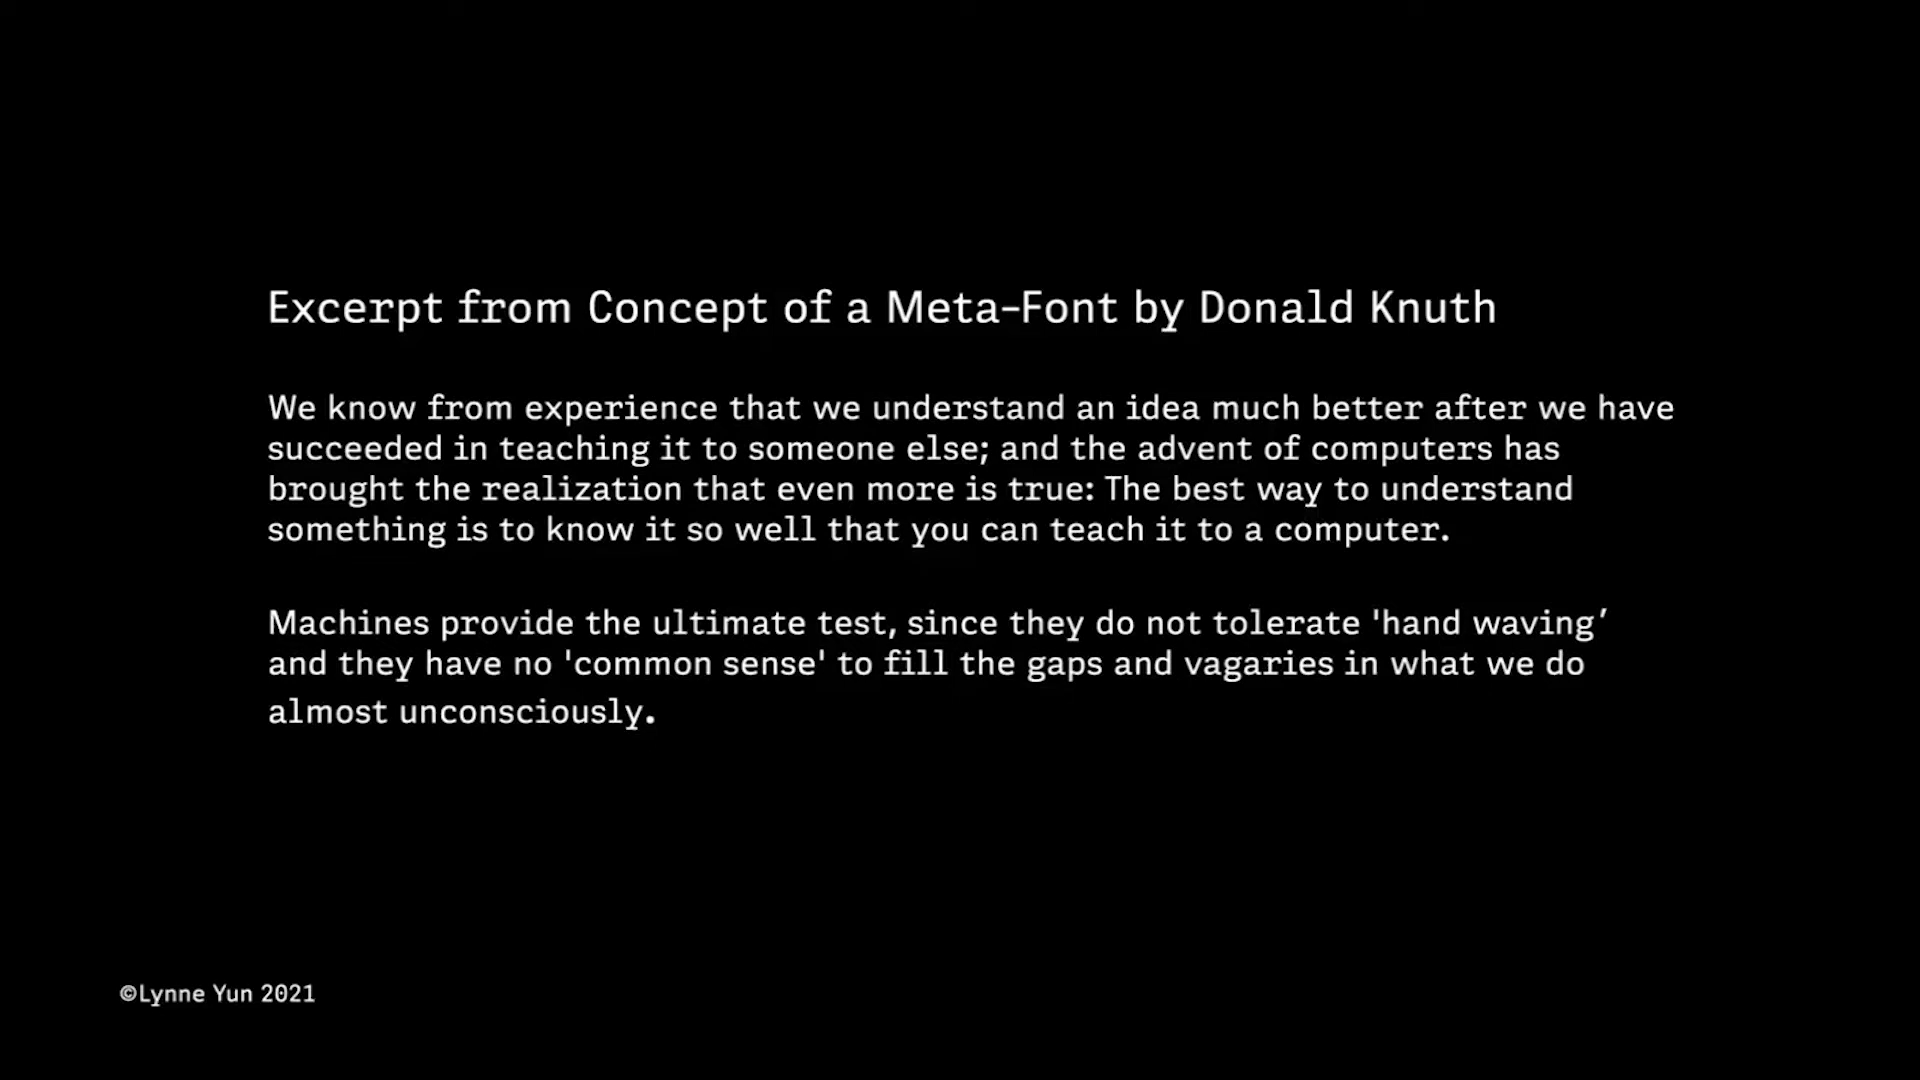 Excerpt from Concept of a Meta-Font by Donald Knuth
We know from experience that we understand an idea much better after we have
succeeded in teaching it to someone else; and the advent of computers has
brought the realization that even more is true: The best way to understand
something is to know it so well that you can teach it to a computer.
Machines provide the ultimate test, since they do not tolerate 'hand waving’
and they have no 'common sense' to fill the gaps and vagaries in what we do
almost unconsciously.
©Lynne Yun 2021